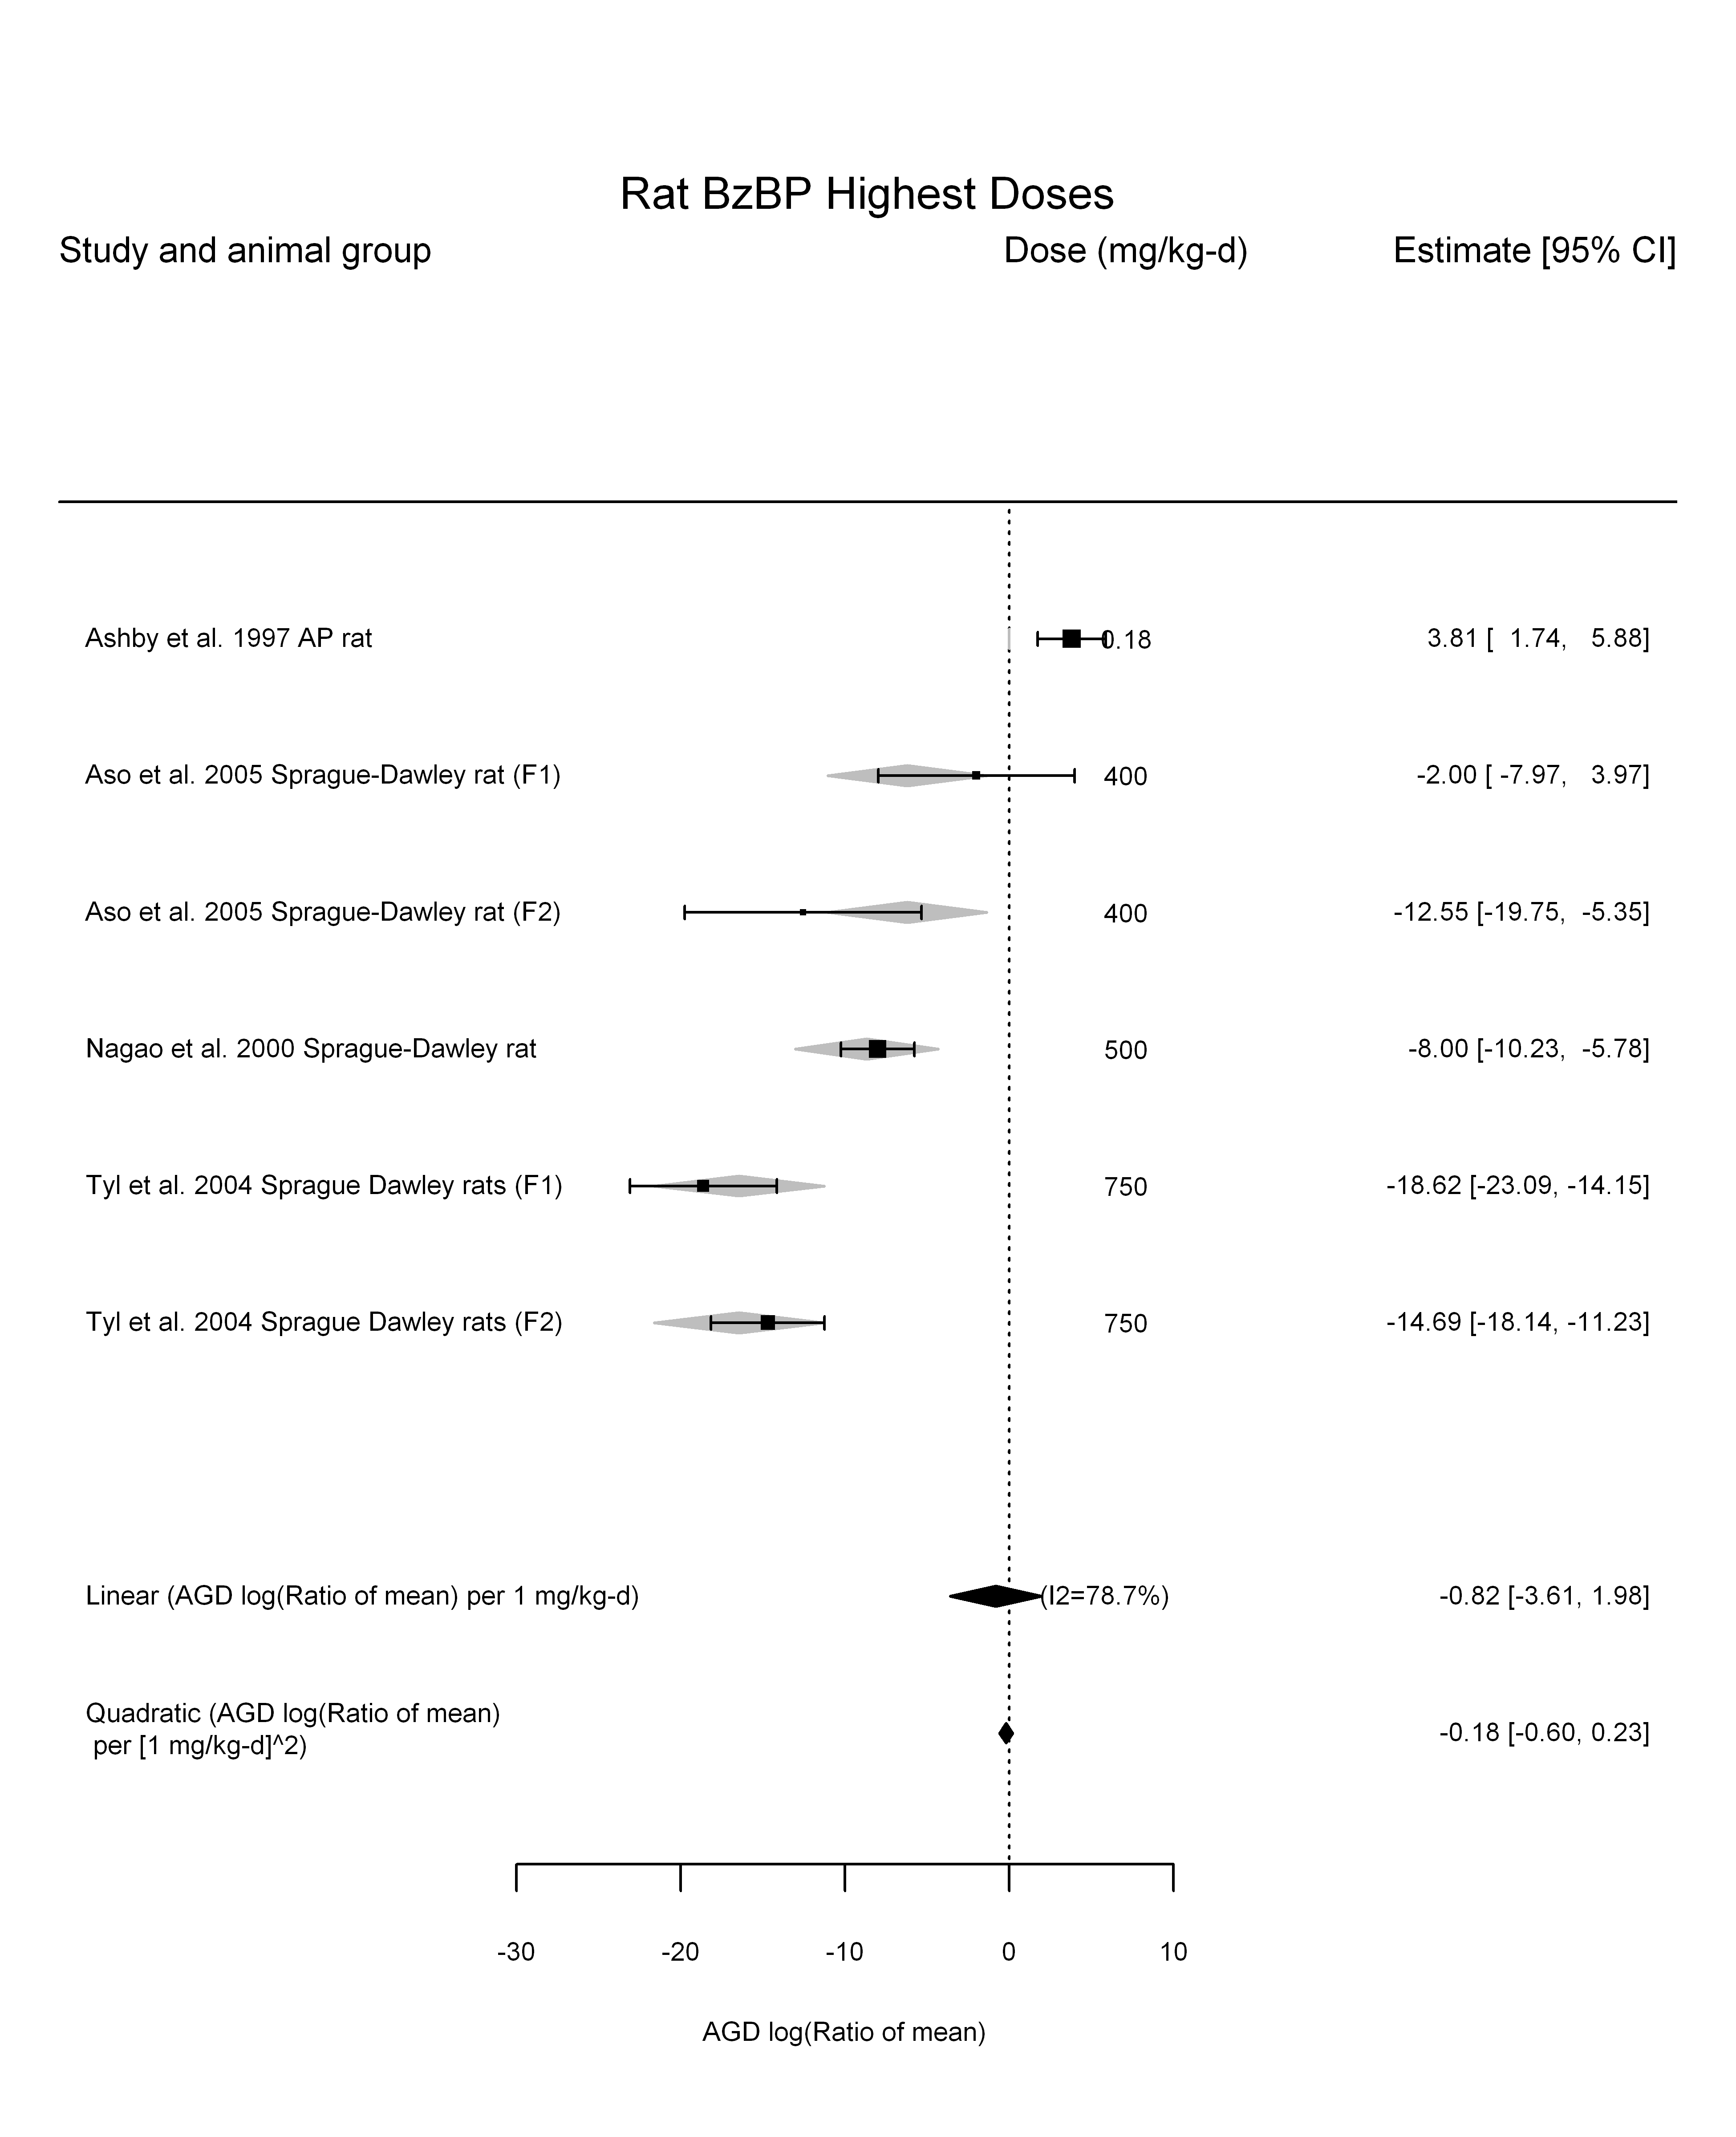 Rat BzBP Highest Doses
Study and animal group Dose (mg/kg-d) Estimate [95% CI]
Ashby et al. 1997 AP rat 0.18 3.81 [ 1.74, 5.88]
Aso et al. 2005 Sprague-Dawley rat (F1) 400 -2.00 [ -7.97, 3.97]
Aso et al. 2005 Sprague-Dawley rat (F2) 400 -12.55 [-19.75, -5.35]
Nagao et al. 2000 Sprague-Dawley rat 500 -8.00 [-10.23, -5.78]
Tyl et al. 2004 Sprague Dawley rats (F1) 750 -18.62 [-23.09, -14.15]
Tyl et al. 2004 Sprague Dawley rats (F2) 750 -14.69 [-18.14, -11.23]
Linear (AGD log(Ratio of mean) per 1 mg/kg-d) (I2=78.7%) -0.82 [-3.61, 1.98]
Quadratic (AGD log(Ratio of mean)
per [1 mg/kg-d]^2) -0.18 [-0.60, 0.23]
-30 -20 -10 0 10
AGD log(Ratio of mean)